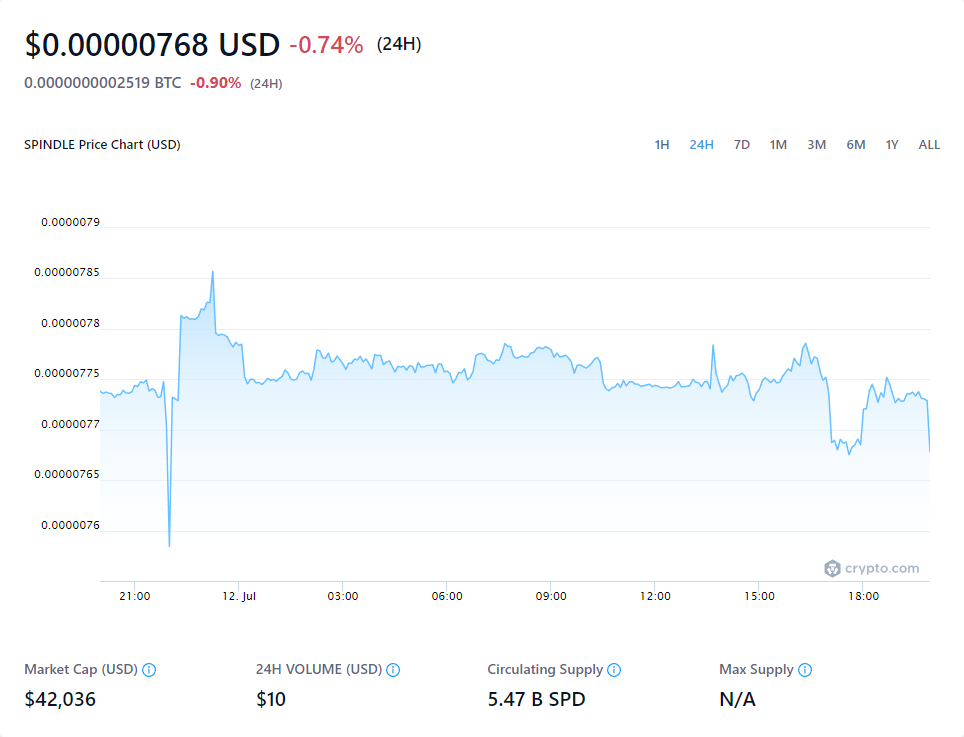 $0.00000768 USD -0.74% (24H)
0.0000000002519 BTC -0.90% (24H)
SPINDLE Price Chart (USD) 1H 24H 7D 1M 3M 6M 1Y ALL
0.0000079
0.00000785
0.0000078
0.00000775
0.0000077
0.00000765
0.0000076
crypto.com
21:00 12. Jul 03:00 06:00 09:00 12:00 15:00 18:00
Market Cap (USD) 24H VOLUME (USD) Circulating Supply Max Supply
$42,036 $10 5.47 B SPD N/A